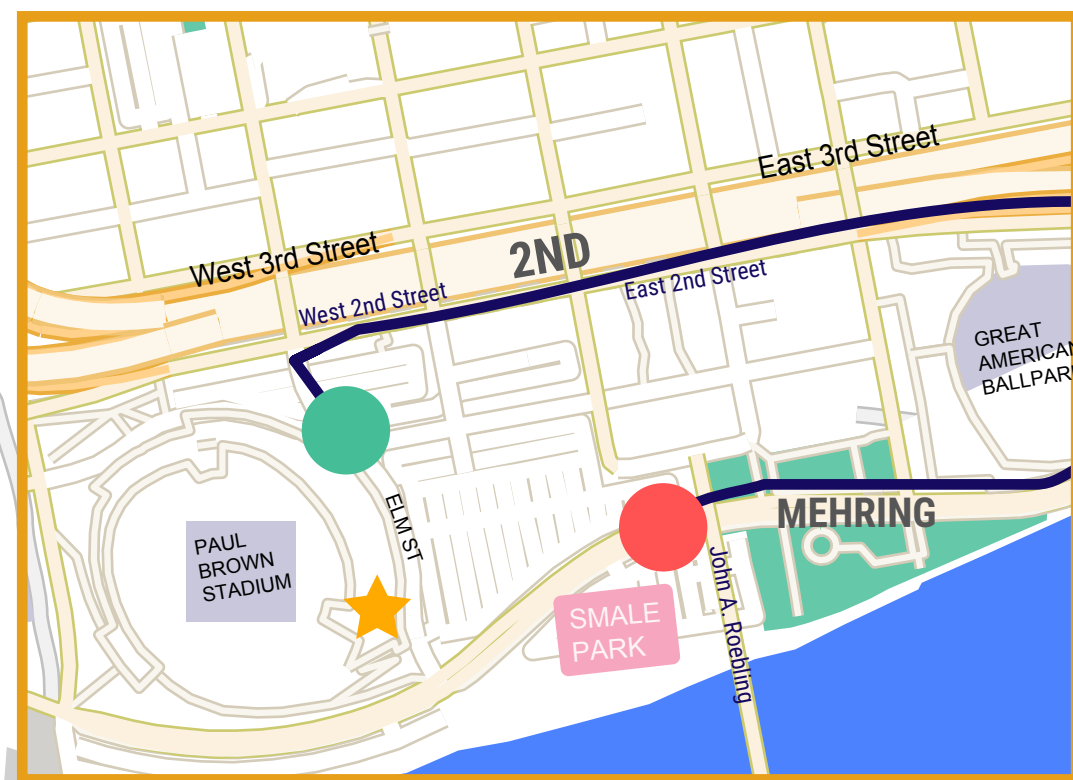 East 3rd Street
West 3rd Street
2ND
East 2nd Street
West 2nd Street
GREAT
AMERICAN
BALLPAR
MEHRING
ELM ST
PAUL
BROWN
STADIUM
John A. Roebling
SMALE
PARK